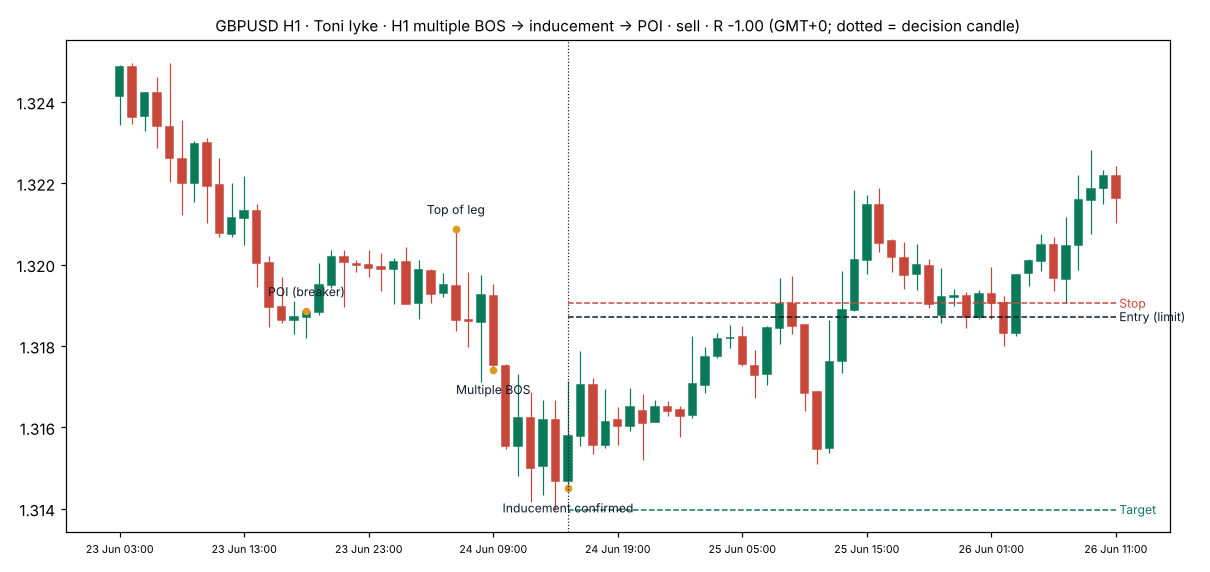 GBPUSD H1 · Toni Iyke · H1 multiple BOS → inducement → POI · sell · R -1.00 (GMT+0; dotted = decision candle)
1.324
1.322
1.320
1.318
1.316
1.314
Top of leg
POI (breaker)
Multiple BOS
Inducement confirmed
Stop
Entry (limit)
Target
23 Jun 03:00
23 Jun 13:00
23 Jun 23:00
24 Jun 09:00
24 Jun 19:00
25 Jun 05:00
25 Jun 15:00
26 Jun 01:00
26 Jun 11:00